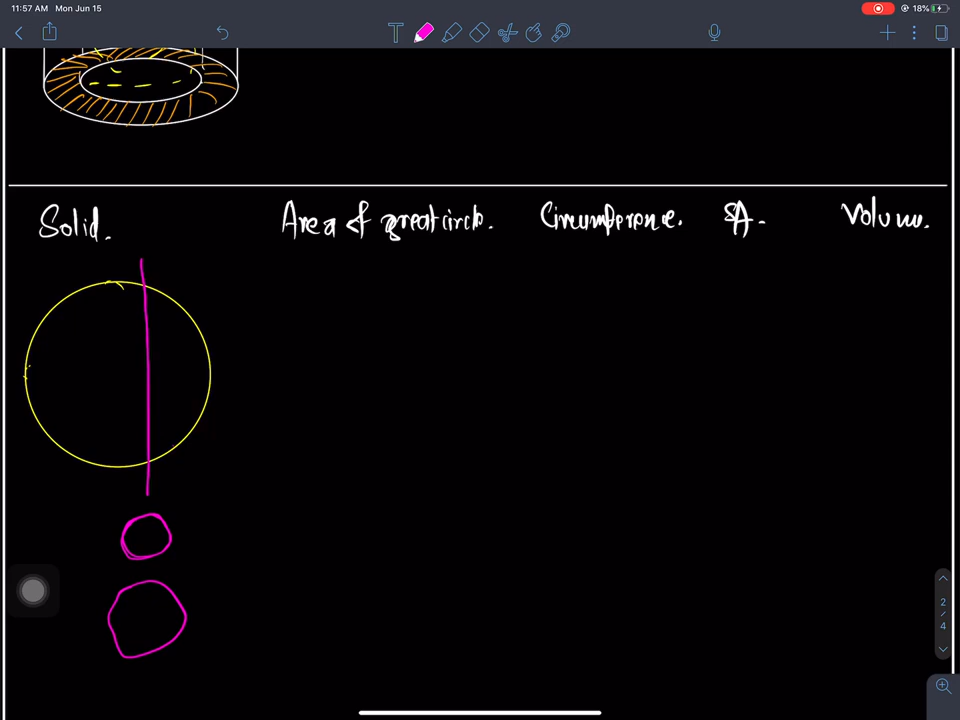 11:57 AM Mon Jun 15
18%
T
Solid. Area of great circle. Circumference. SA. Volume.
2
/
4